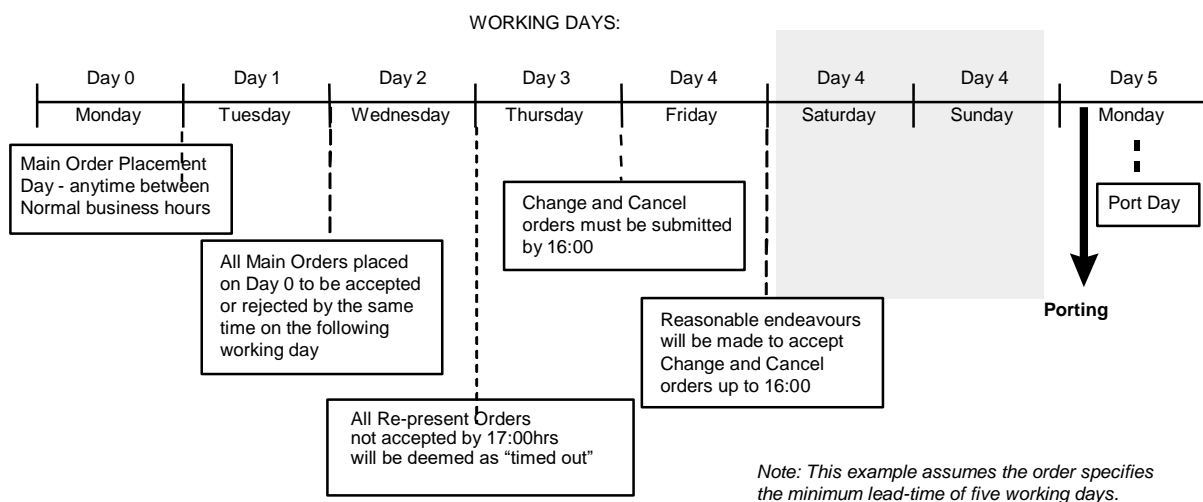 WORKING DAYS:
Day 0
Day 1
Day 2
Day 3
Day 4
Day 4
Day 4
Day 5
Monday
Tuesday
Wednesday
Thursday
Friday
Saturday
Sunday
Monday
Main Order Placement
Day - anytime between
Normal business hours
All Main Orders placed
on Day 0 to be accepted
or rejected by the same
time on the following
working day
All Re-present Orders
not accepted by 17:00hrs
will be deemed as “timed out”
Change and Cancel
orders must be submitted
by 16:00
Reasonable endeavours
will be made to accept
Change and Cancel
orders up to 16:00
Port Day
Porting
Note: This example assumes the order specifies
the minimum lead-time of five working days.